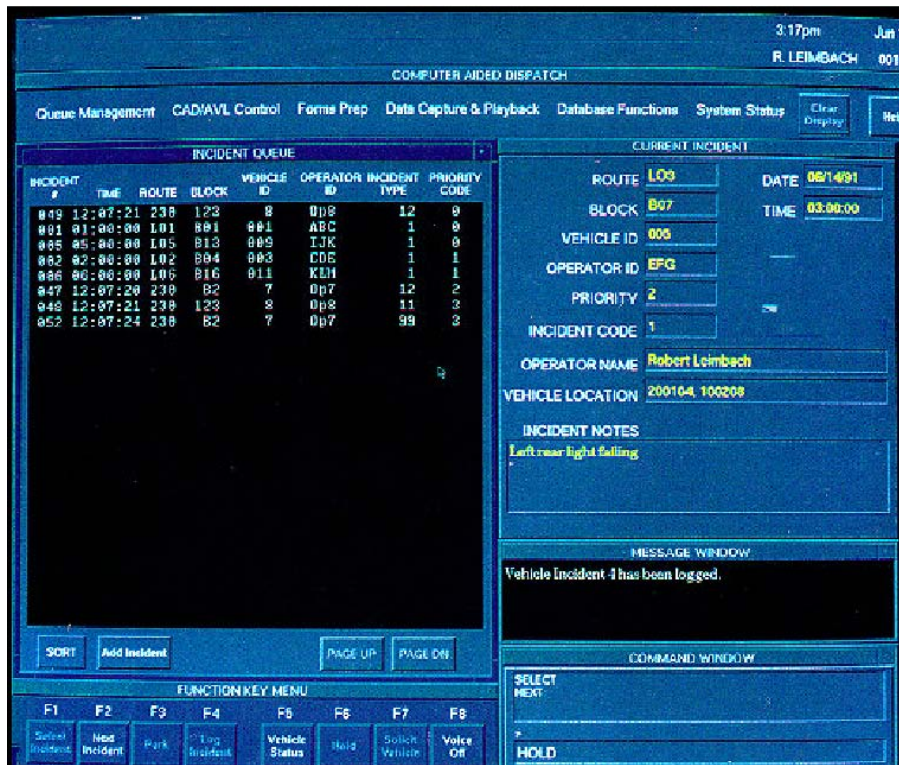 3:17pm Jun
R. LEIMBACH 001
COMPUTER AIDED DISPATCH
Queue Management CAD/AVL Control Forms Prep Data Capture & Playback Database Functions System Status Clear Display Hel
INCIDENT QUEUE
INCIDENT # TIME ROUTE BLOCK VEHICLE ID OPERATOR ID INCIDENT TYPE PRIORITY CODE
049 12:07:21 230 123 8 Op8 12 0
001 01:00:00 L01 B01 001 ABC 1 0
005 05:00:00 L05 B13 009 IJK 1 0
002 02:00:00 L02 B04 003 CDE 1 1
006 06:00:00 L06 B16 011 KLM 1 1
047 12:07:20 230 B2 7 Op7 12 2
048 12:07:21 230 123 8 Op8 11 3
052 12:07:24 230 B2 7 Op7 99 3
SORT Add Incident PAGE UP PAGE DN
FUNCTION KEY MENU
F1 F2 F3 F4 F5 F6 F7 F8
Select Incident Next Incident Park Log Incident Vehicle Status Hold Solicit Vehicle Voice Off
CURRENT INCIDENT
ROUTE L03 DATE 06/14/91
BLOCK B07 TIME 03:00:00
VEHICLE ID 005
OPERATOR ID EFG
PRIORITY 2
INCIDENT CODE 1
OPERATOR NAME Robert Leimbach
VEHICLE LOCATION 200104, 100208
INCIDENT NOTES
Left rear light failing
MESSAGE WINDOW
Vehicle Incident 4 has been logged.
COMMAND WINDOW
SELECT
NEXT
>
HOLD